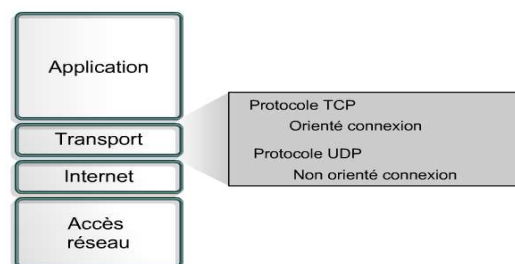 Application
Transport
Internet
Accès
réseau
Protocole TCP
Orienté connexion
Protocole UDP
Non orienté connexion